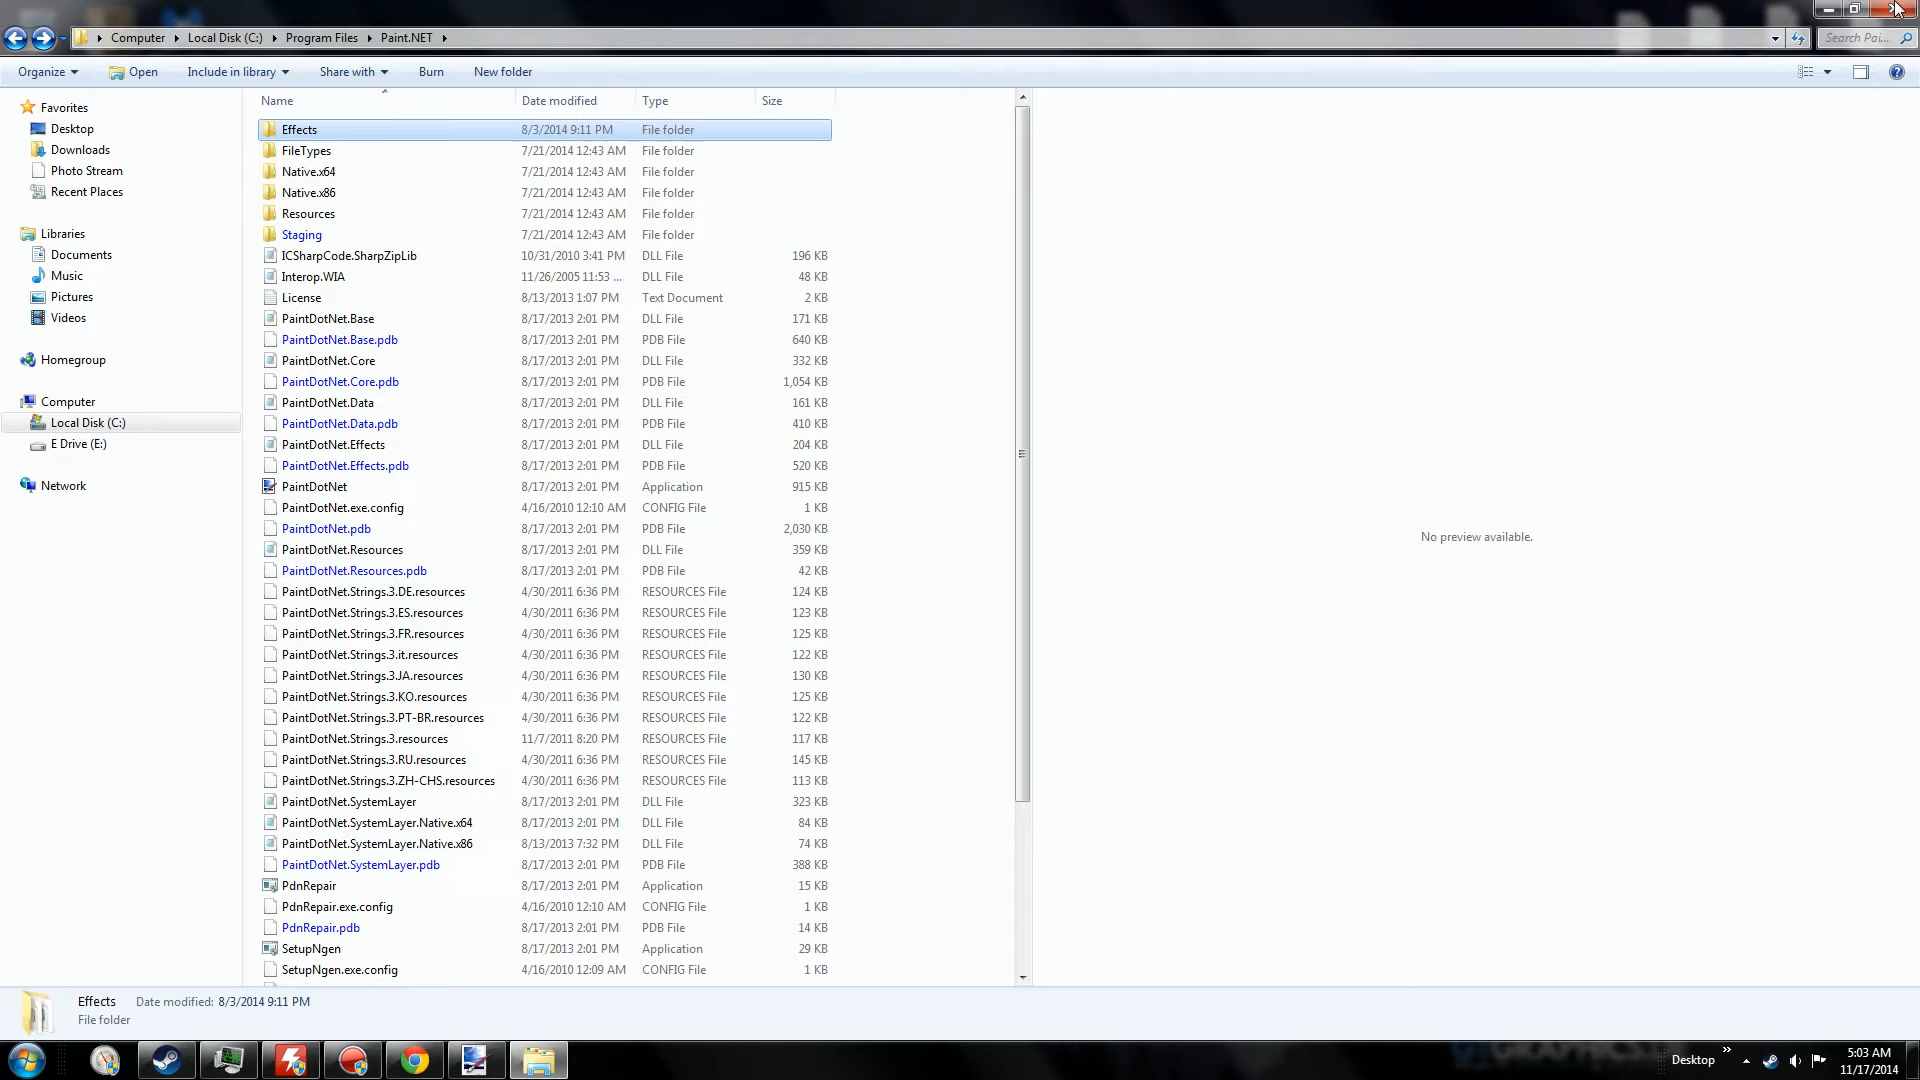 Computer Local Disk (C:) Program Files Paint.NET
Search Pai...
Organize Open Include in library Share with Burn New folder
Name Date modified Type Size
Favorites
Desktop
Downloads
Photo Stream
Recent Places
Libraries
Documents
Music
Pictures
Videos
Homegroup
Computer
Local Disk (C:)
E Drive (E:)
Network
Effects 8/3/2014 9:11 PM File folder
FileTypes 7/21/2014 12:43 AM File folder
Native.x64 7/21/2014 12:43 AM File folder
Native.x86 7/21/2014 12:43 AM File folder
Resources 7/21/2014 12:43 AM File folder
Staging 7/21/2014 12:43 AM File folder
ICSharpCode.SharpZipLib 10/31/2010 3:41 PM DLL File 196 KB
Interop.WIA 11/26/2005 11:53 ... DLL File 48 KB
License 8/13/2013 1:07 PM Text Document 2 KB
PaintDotNet.Base 8/17/2013 2:01 PM DLL File 171 KB
PaintDotNet.Base.pdb 8/17/2013 2:01 PM PDB File 640 KB
PaintDotNet.Core 8/17/2013 2:01 PM DLL File 332 KB
PaintDotNet.Core.pdb 8/17/2013 2:01 PM PDB File 1,054 KB
PaintDotNet.Data 8/17/2013 2:01 PM DLL File 161 KB
PaintDotNet.Data.pdb 8/17/2013 2:01 PM PDB File 410 KB
PaintDotNet.Effects 8/17/2013 2:01 PM DLL File 204 KB
PaintDotNet.Effects.pdb 8/17/2013 2:01 PM PDB File 520 KB
PaintDotNet 8/17/2013 2:01 PM Application 915 KB
PaintDotNet.exe.config 4/16/2010 12:10 AM CONFIG File 1 KB
PaintDotNet.pdb 8/17/2013 2:01 PM PDB File 2,030 KB
PaintDotNet.Resources 8/17/2013 2:01 PM DLL File 359 KB
PaintDotNet.Resources.pdb 8/17/2013 2:01 PM PDB File 42 KB
PaintDotNet.Strings.3.DE.resources 4/30/2011 6:36 PM RESOURCES File 124 KB
PaintDotNet.Strings.3.ES.resources 4/30/2011 6:36 PM RESOURCES File 123 KB
PaintDotNet.Strings.3.FR.resources 4/30/2011 6:36 PM RESOURCES File 125 KB
PaintDotNet.Strings.3.it.resources 4/30/2011 6:36 PM RESOURCES File 122 KB
PaintDotNet.Strings.3.JA.resources 4/30/2011 6:36 PM RESOURCES File 130 KB
PaintDotNet.Strings.3.KO.resources 4/30/2011 6:36 PM RESOURCES File 125 KB
PaintDotNet.Strings.3.PT-BR.resources 4/30/2011 6:36 PM RESOURCES File 122 KB
PaintDotNet.Strings.3.resources 11/7/2011 8:20 PM RESOURCES File 117 KB
PaintDotNet.Strings.3.RU.resources 4/30/2011 6:36 PM RESOURCES File 145 KB
PaintDotNet.Strings.3.ZH-CHS.resources 4/30/2011 6:36 PM RESOURCES File 113 KB
PaintDotNet.SystemLayer 8/17/2013 2:01 PM DLL File 323 KB
PaintDotNet.SystemLayer.Native.x64 8/17/2013 2:01 PM DLL File 84 KB
PaintDotNet.SystemLayer.Native.x86 8/13/2013 7:32 PM DLL File 74 KB
PaintDotNet.SystemLayer.pdb 8/17/2013 2:01 PM PDB File 388 KB
PdnRepair 8/17/2013 2:01 PM Application 15 KB
PdnRepair.exe.config 4/16/2010 12:10 AM CONFIG File 1 KB
PdnRepair.pdb 8/17/2013 2:01 PM PDB File 14 KB
SetupNgen 8/17/2013 2:01 PM Application 29 KB
SetupNgen.exe.config 4/16/2010 12:09 AM CONFIG File 1 KB
No preview available.
Effects Date modified: 8/3/2014 9:11 PM
File folder
Desktop
5:03 AM
11/17/2014